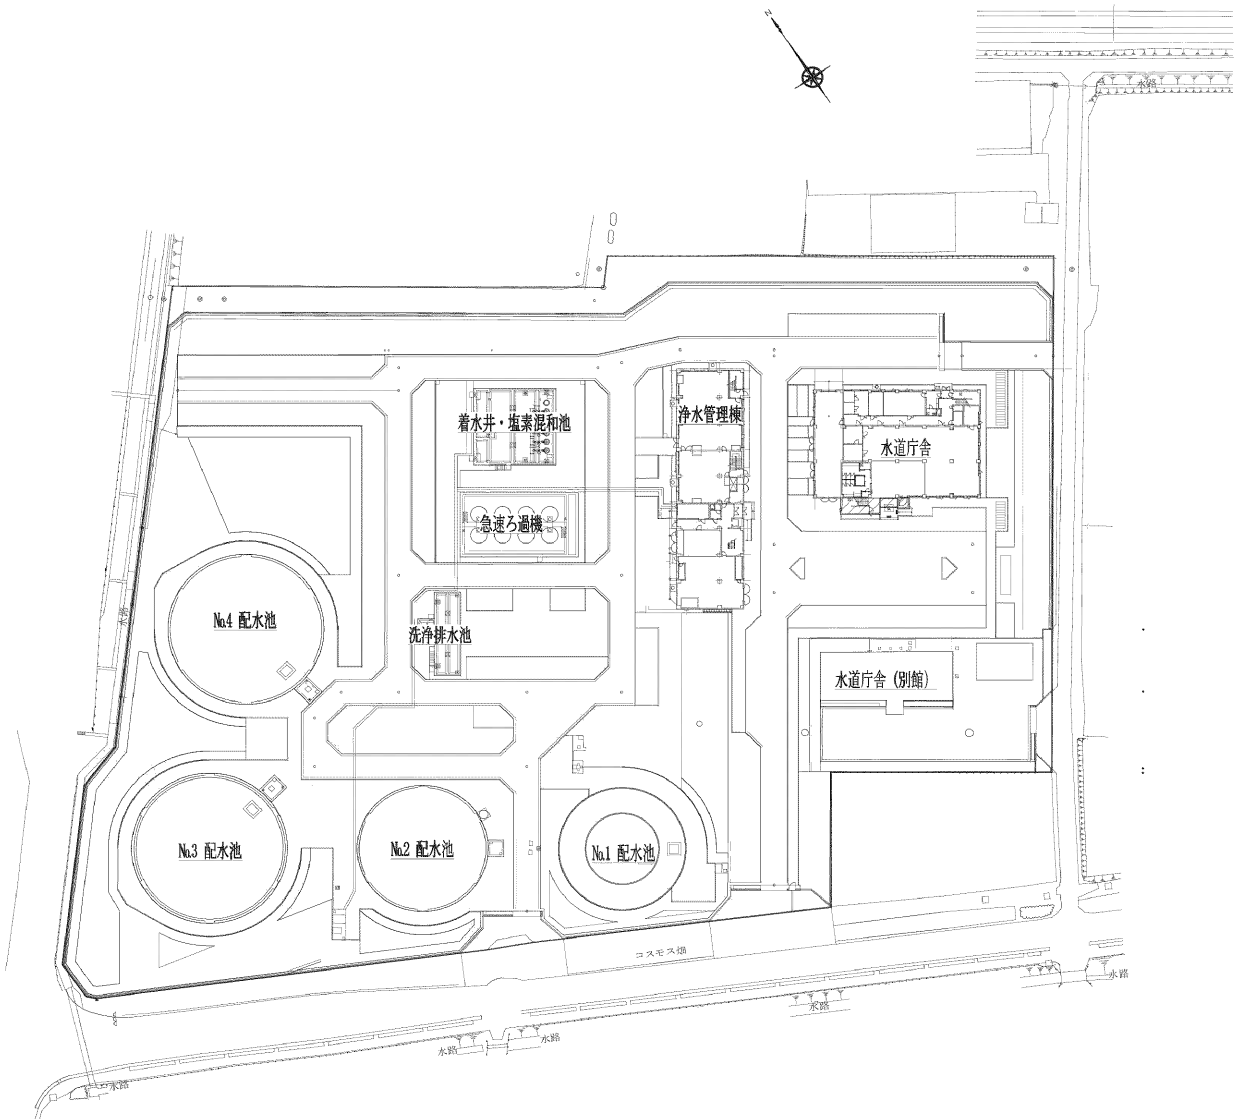 N
水路
着水井・塩素混和池
浄水管理棟
水道庁舎
急速ろ過機
水路
No.4 配水池
洗浄排水池
水道庁舎（別館）
No.3 配水池
No.2 配水池
No.1 配水池
コスモス畑
水路
水路
水路
水路
水路